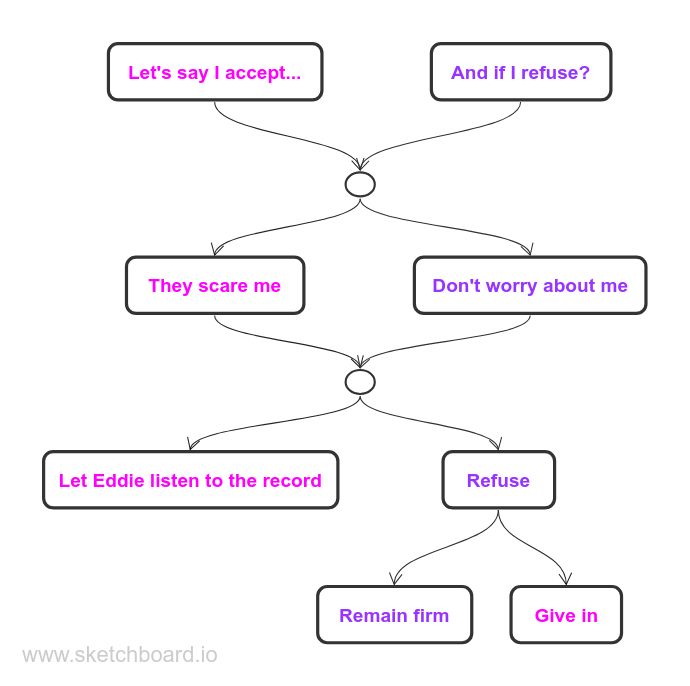 Let's say I accept...
And if I refuse?
They scare me
Don't worry about me
Let Eddie listen to the record
Refuse
Remain firm
Give in
www.sketchboard.io